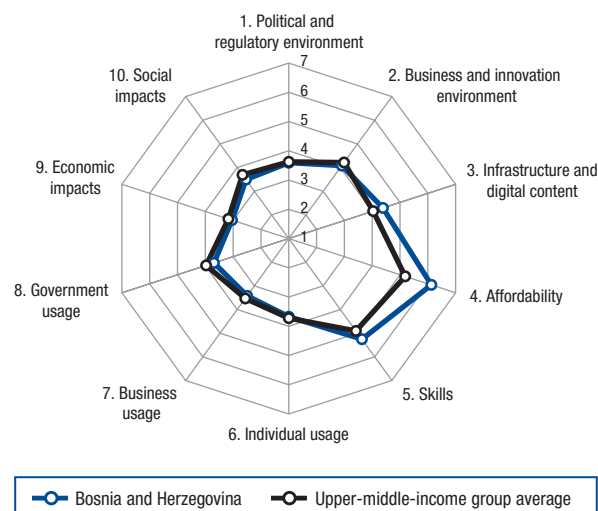 1. Political and
regulatory environment
2. Business and innovation
environment
3. Infrastructure and
digital content
4. Affordability
5. Skills
6. Individual usage
7. Business
usage
8. Government
usage
9. Economic
impacts
10. Social
impacts
7
6
5
4
3
2
1
Bosnia and Herzegovina
Upper-middle-income group average